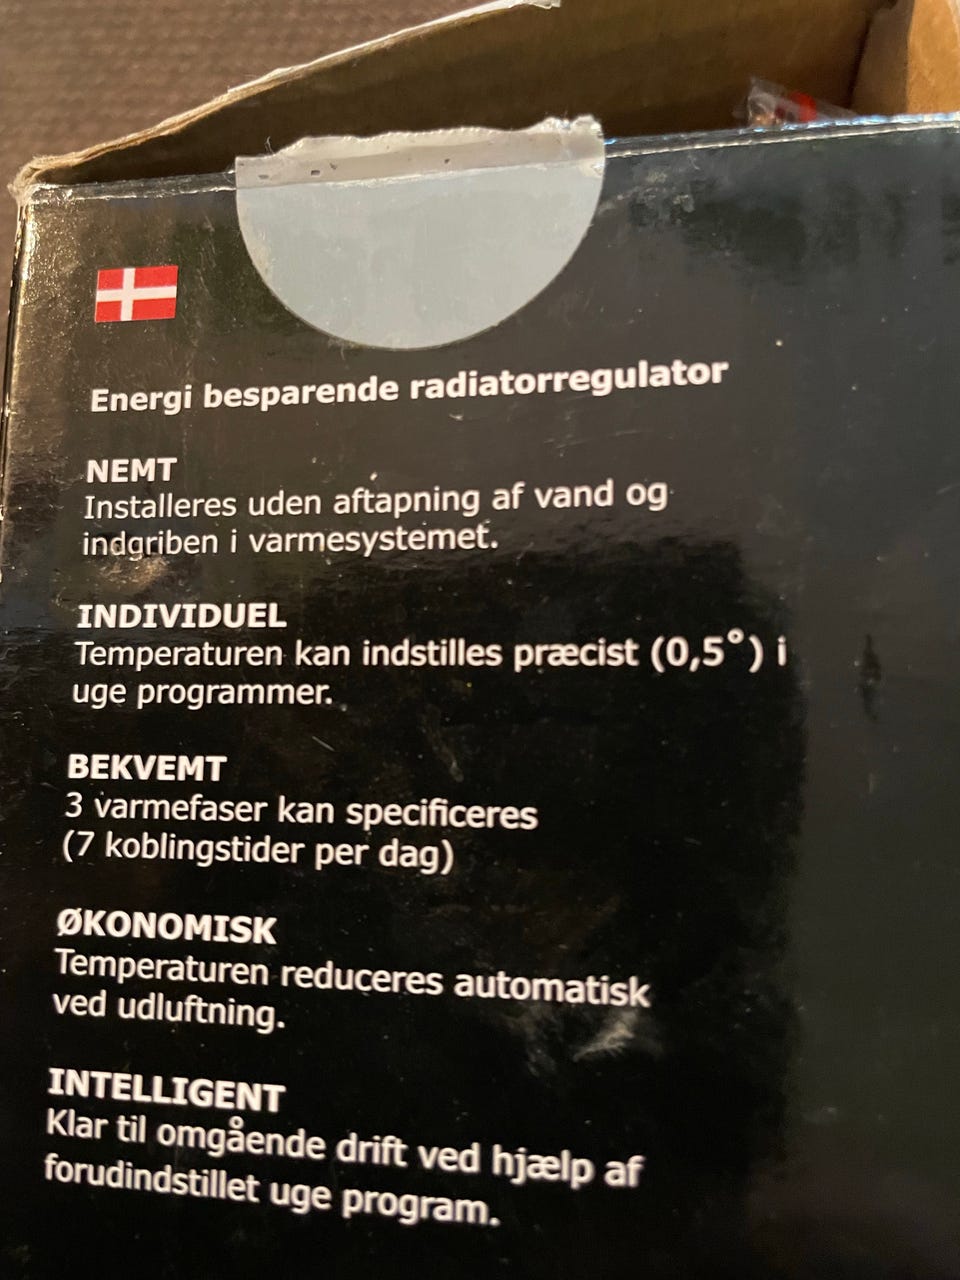 Energi besparende radiatorregulator
NEMT
Installeres uden aftapning af vand og
indgriben i varmesystemet.
INDIVIDUEL
Temperaturen kan indstilles præcist (0,5°) i
uge programmer.
BEKVEMT
3 varmefaser kan specificeres
(7 koblingstider per dag)
ØKONOMISK
Temperaturen reduceres automatisk
ved udluftning.
INTELLIGENT
Klar til omgående drift ved hjælp af
forudindstillet uge program.